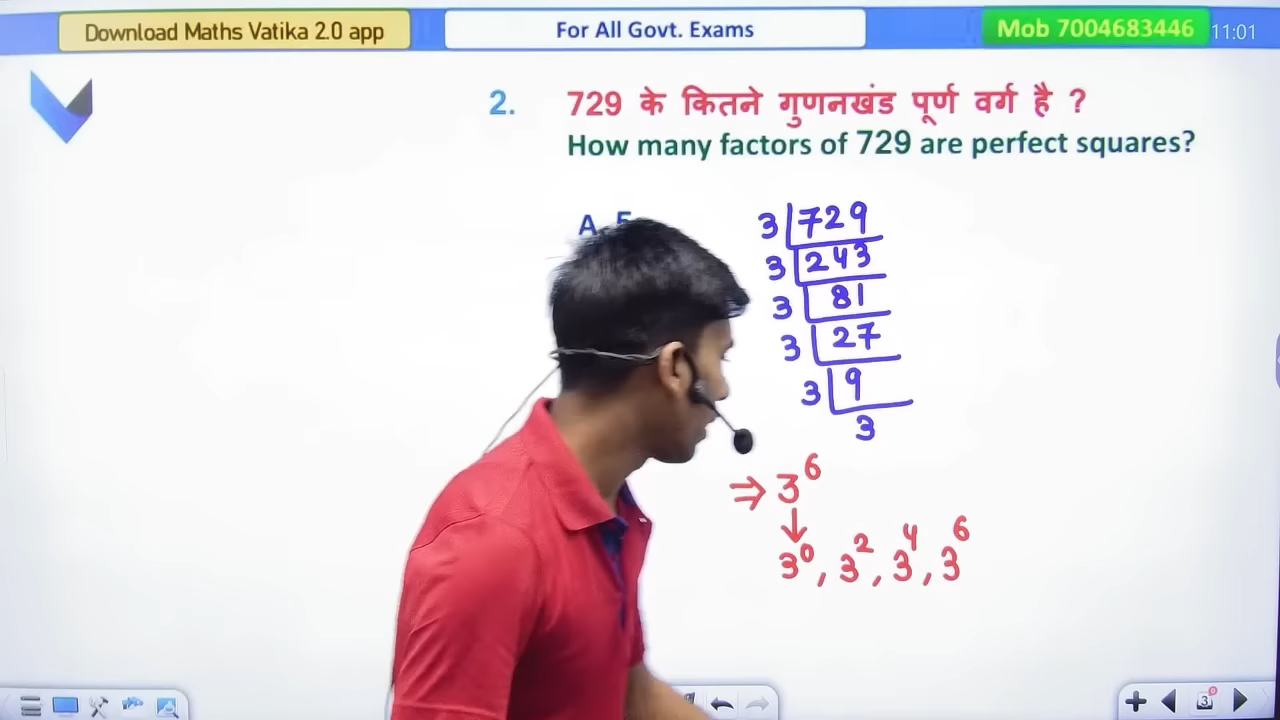 Download Maths Vatika 2.0 app
For All Govt. Exams
Mob 7004683446
11:01
2. 729 के कितने गुणनखंड पूर्ण वर्ग है ?
How many factors of 729 are perfect squares?
A. 5
3 729
3 243
3 81
3 27
3 9
3
⇒ 3⁶
↓
3⁰, 3², 3⁴, 3⁶
3